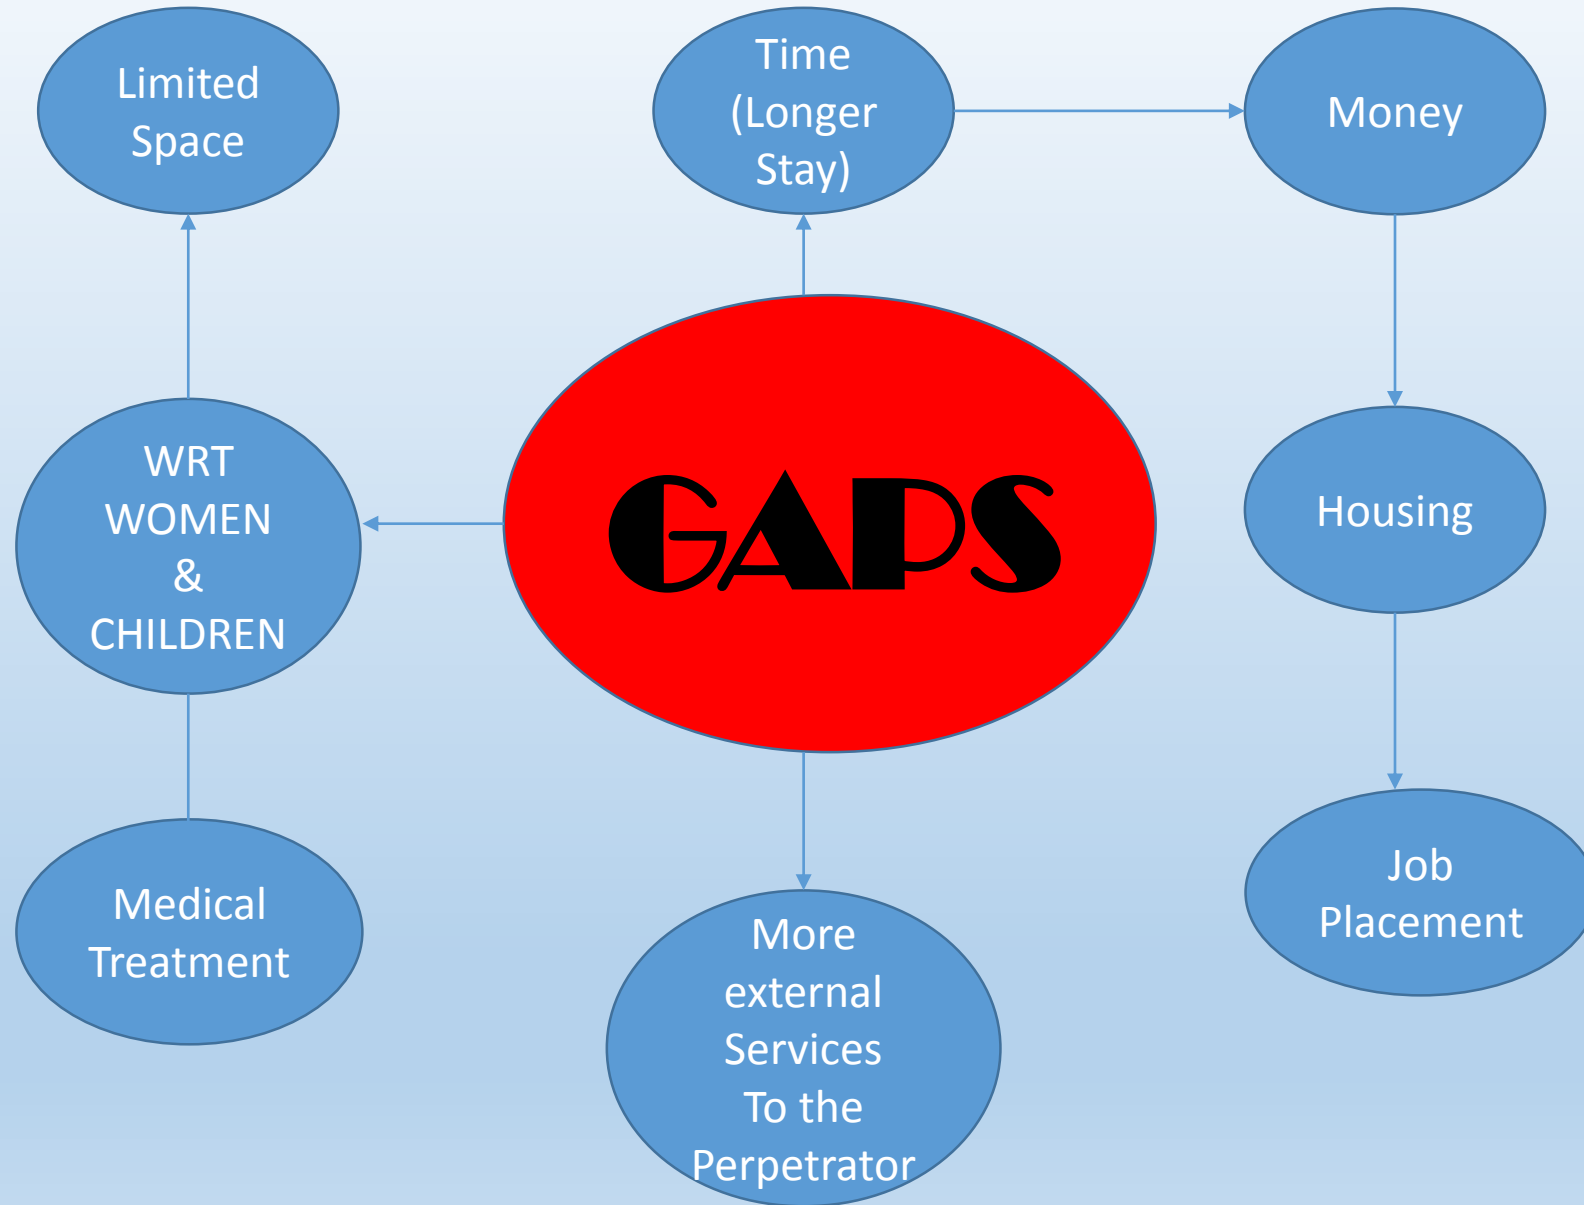 Limited
Space
Time
(Longer
Stay)
Money
WRT
WOMEN
&
CHILDREN
GAPS
Housing
Medical
Treatment
More
external
Services
To the
Perpetrator
Job
Placement